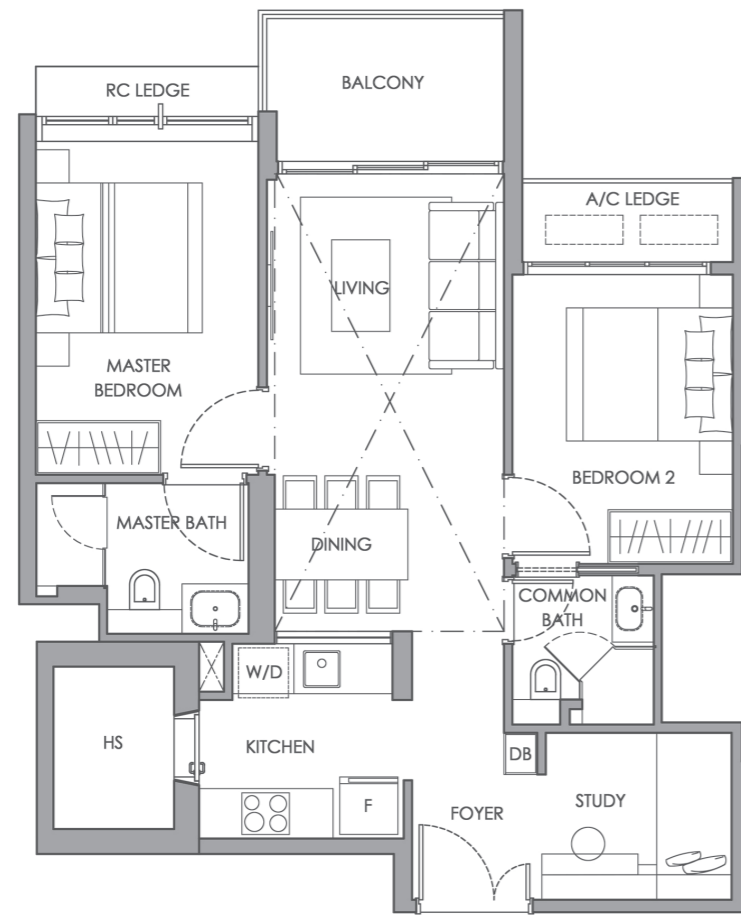 RC LEDGE
BALCONY
A/C LEDGE
LIVING
MASTER
BEDROOM
BEDROOM 2
MASTER BATH
DINING
COMMON
BATH
W/D
HS
KITCHEN
DB
F
FOYER
STUDY